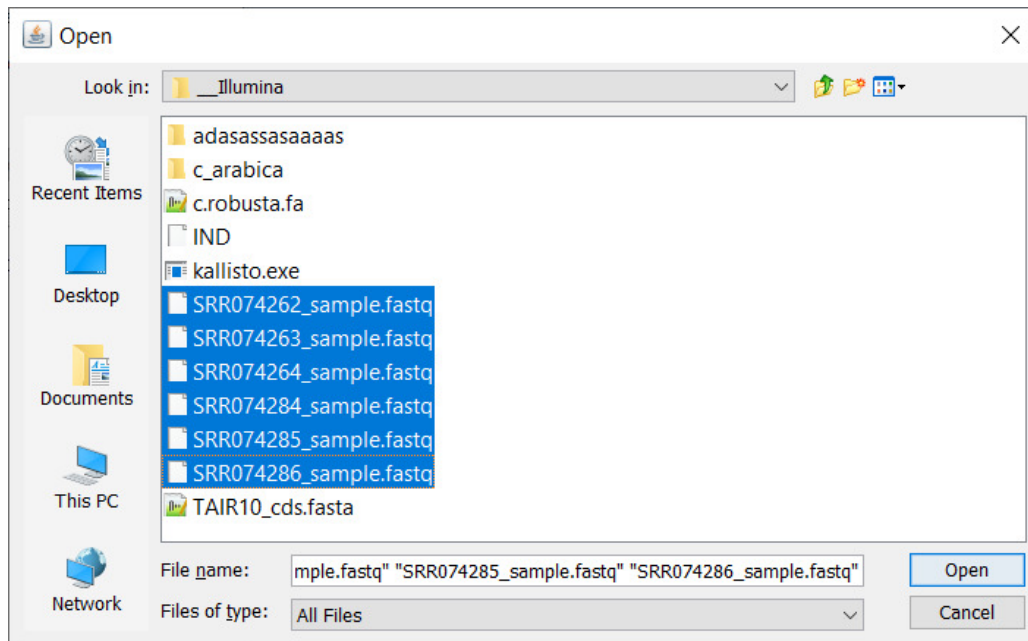 Open
Look in: __Illumina
Recent Items
Desktop
Documents
This PC
Network
adasassasaaaas
c_arabica
c.robusta.fa
IND
kallisto.exe
SRR074262_sample.fastq
SRR074263_sample.fastq
SRR074264_sample.fastq
SRR074284_sample.fastq
SRR074285_sample.fastq
SRR074286_sample.fastq
TAIR10_cds.fasta
File name: mple.fastq" "SRR074285_sample.fastq" "SRR074286_sample.fastq" Open
Files of type: All Files Cancel